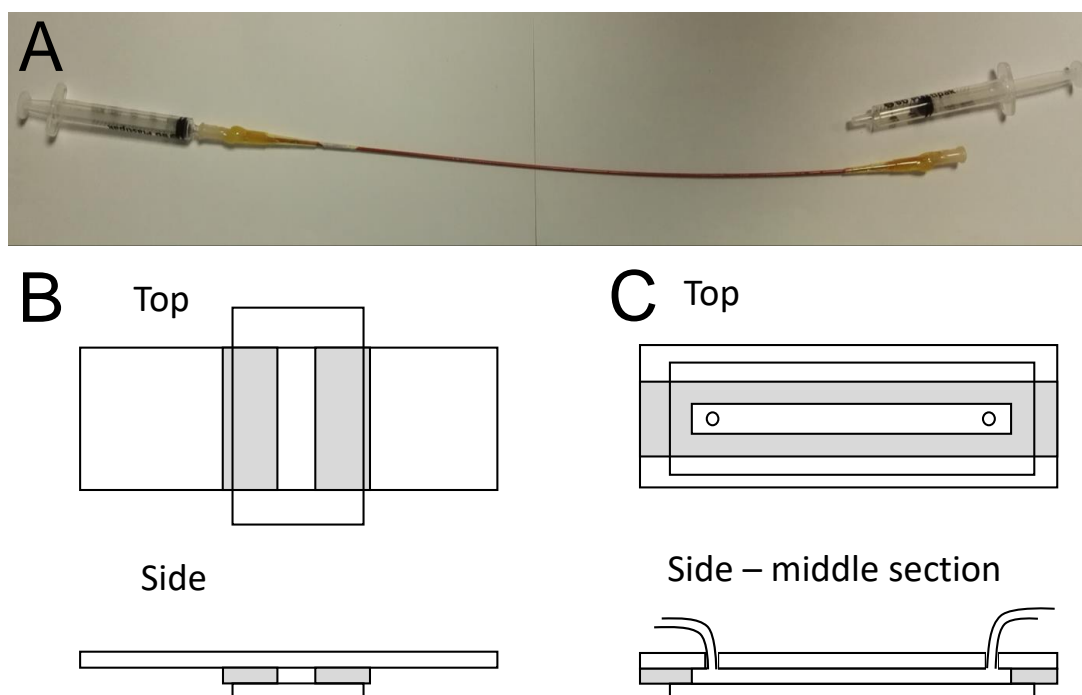 A
B
Top
C
Top
Side
Side – middle section